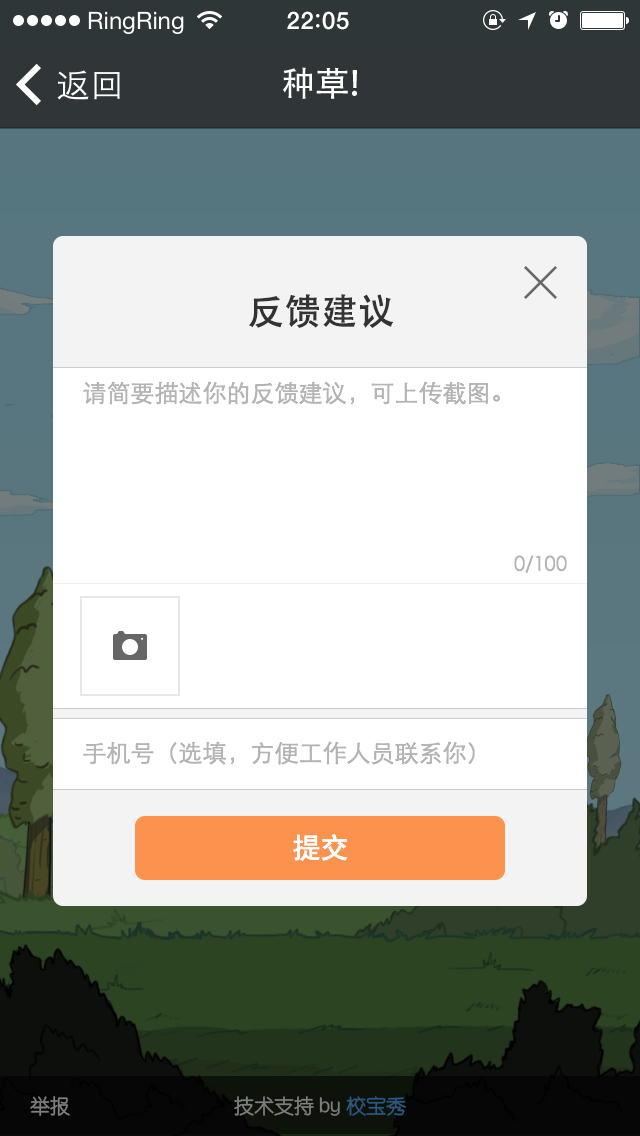 RingRing 22:05
返回 种草!
反馈建议
请简要描述你的反馈建议，可上传截图。
0/100
手机号（选填，方便工作人员联系你）
提交
举报 技术支持 by 校宝秀